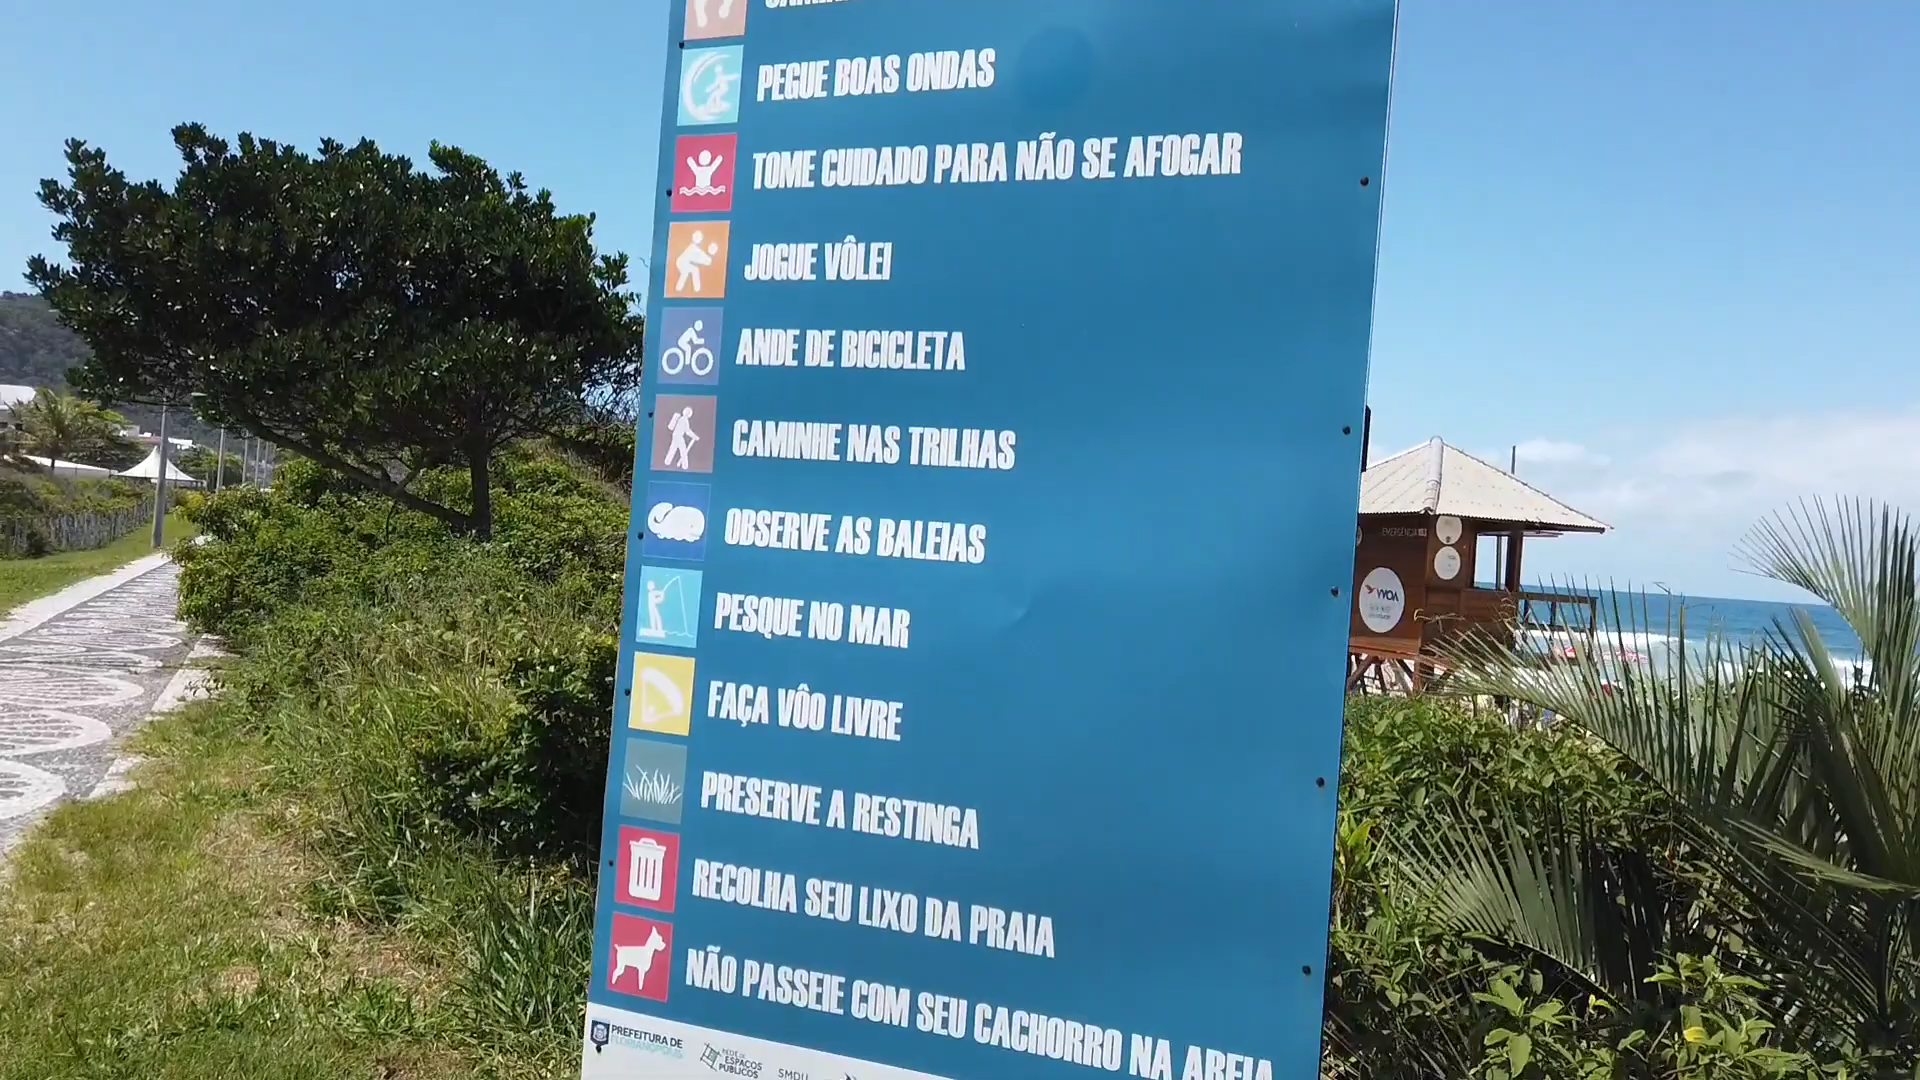 PEGUE BOAS ONDAS
TOME CUIDADO PARA NÃO SE AFOGAR
JOGUE VÔLEI
ANDE DE BICICLETA
CAMINHE NAS TRILHAS
OBSERVE AS BALEIAS
PESQUE NO MAR
FAÇA VÔO LIVRE
PRESERVE A RESTINGA
RECOLHA SEU LIXO DA PRAIA
NÃO PASSEIE COM SEU CACHORRO NA AREIA
PREFEITURA DE
FLORIANÓPOLIS
REDE DE
ESPAÇOS
PÚBLICOS
SMDU
EMERGÊNCIA